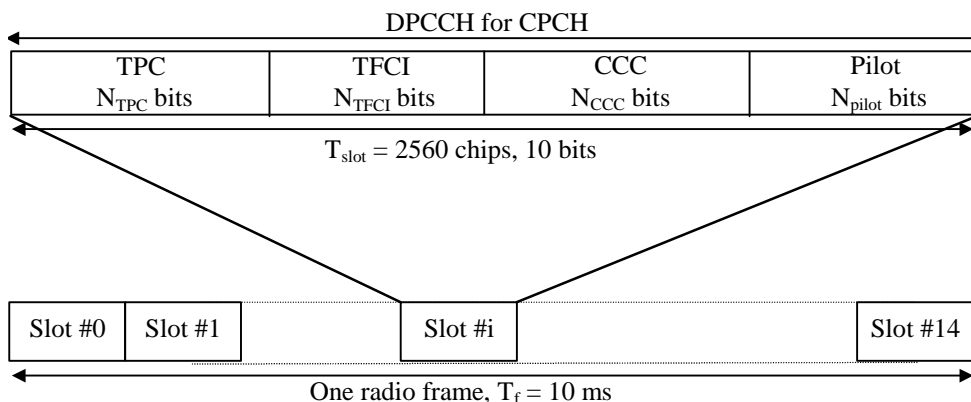 DPCCH for CPCH
TPC TFCI CCC Pilot
N_TPC bits N_TFCI bits N_CCC bits N_pilot bits
T_slot = 2560 chips, 10 bits
Slot #0 Slot #1 Slot #i Slot #14
One radio frame, T_f = 10 ms